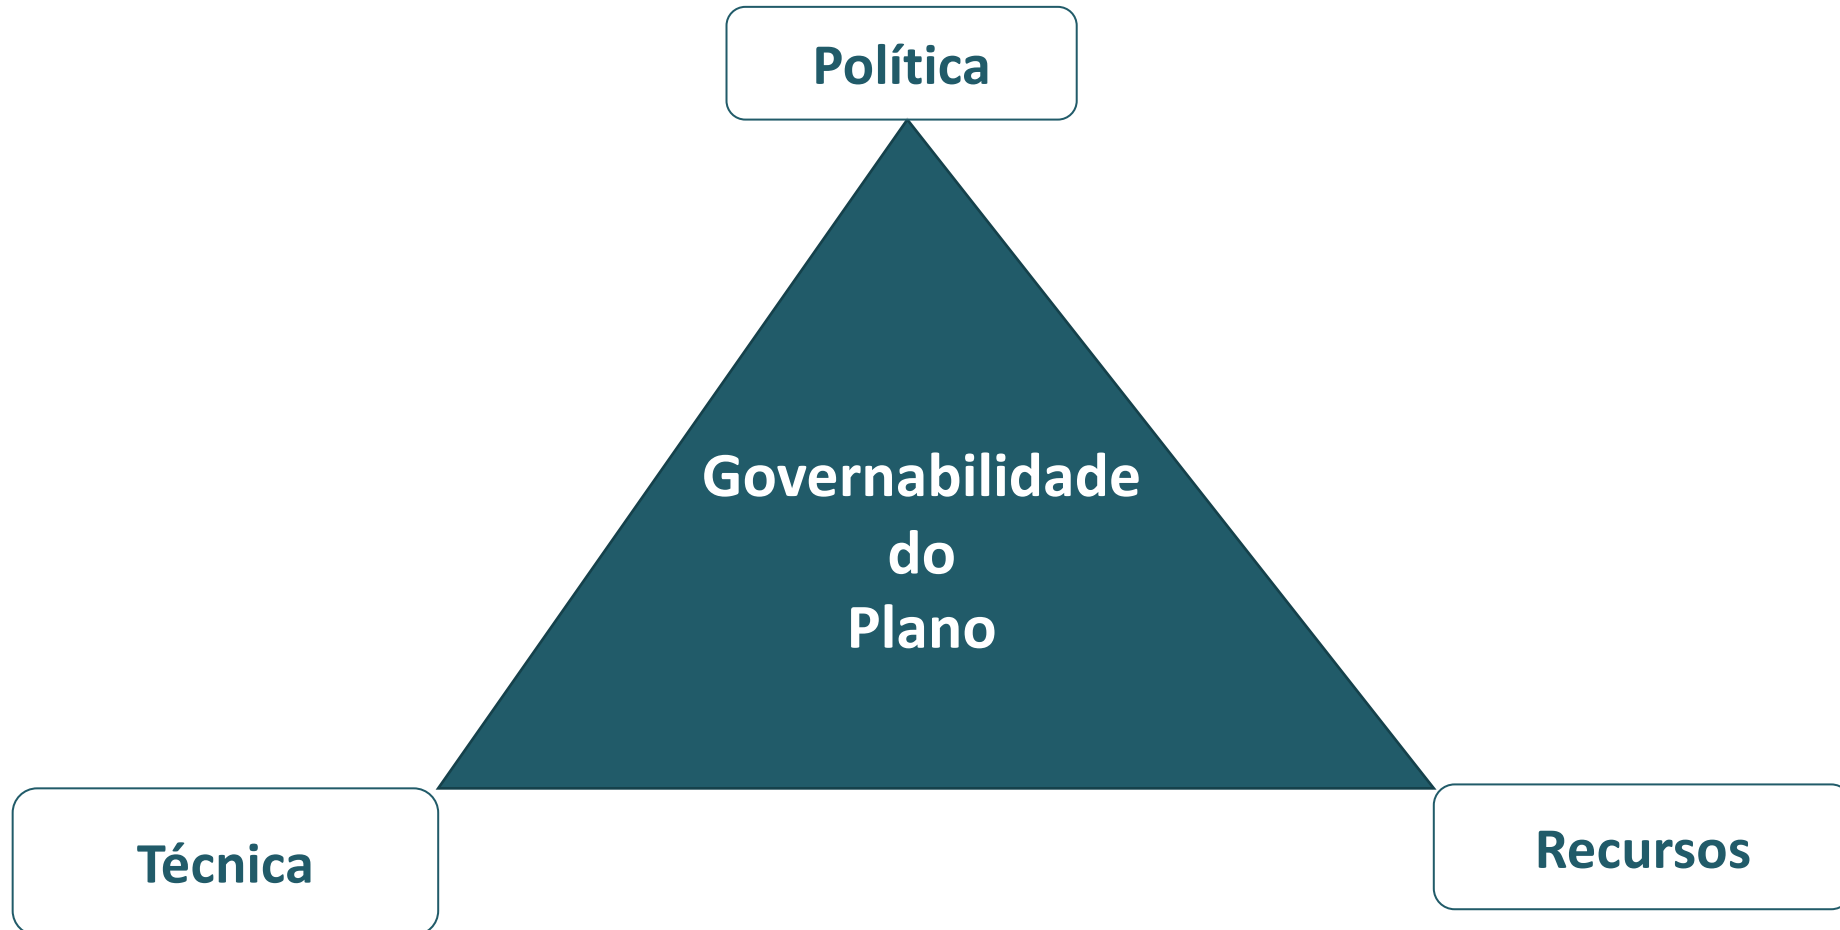 Política
Governabilidade
do
Plano
Técnica
Recursos